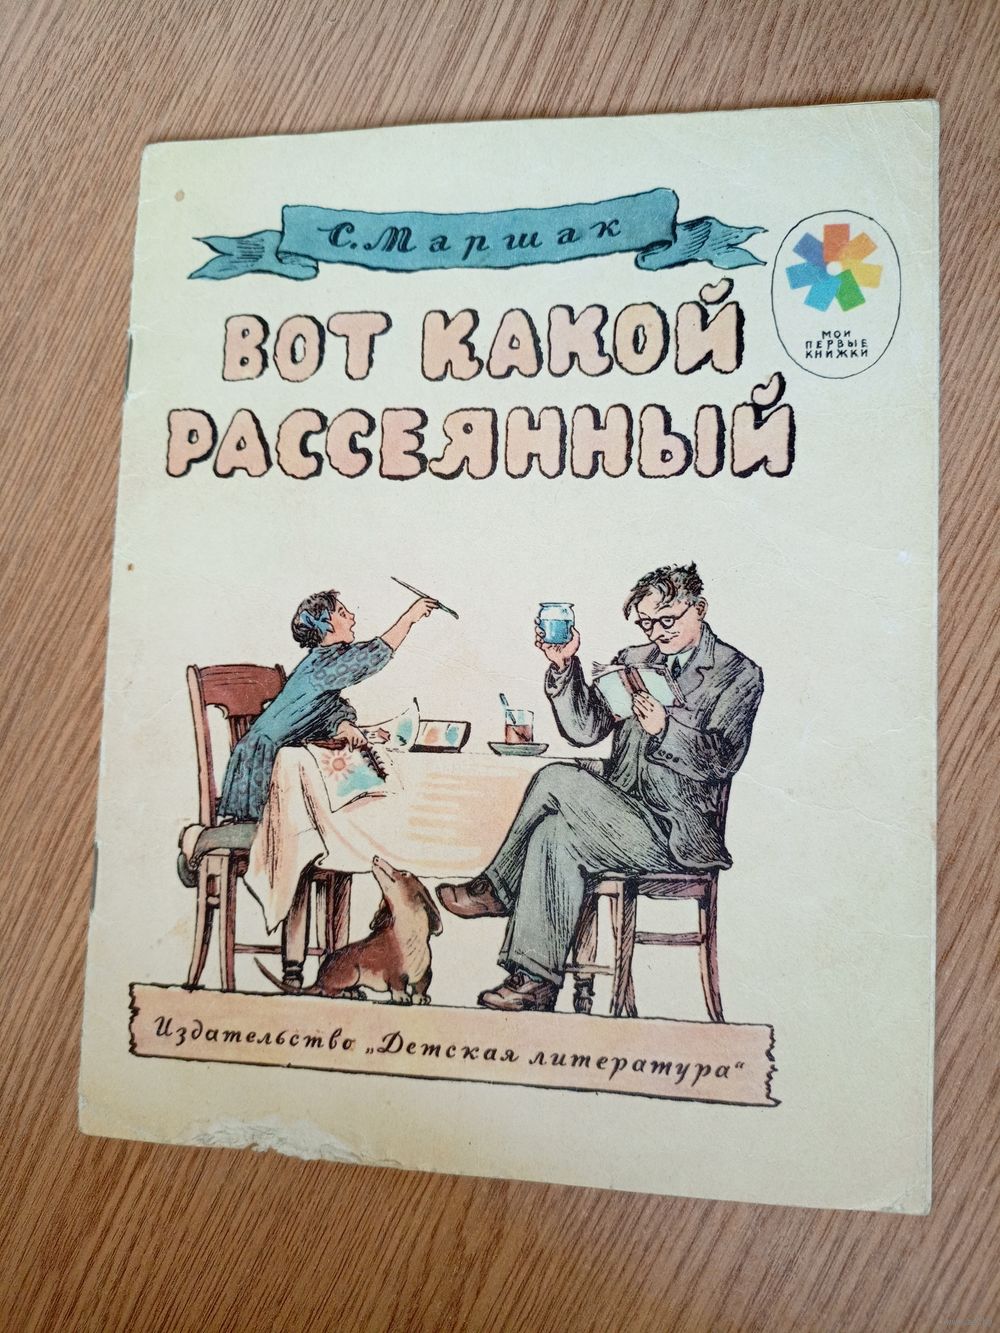 С. Маршак
ВОТ КАКОЙ
РАССЕЯННЫЙ
МОИ
ПЕРВЫЕ
КНИЖКИ
Издательство „Детская литература“